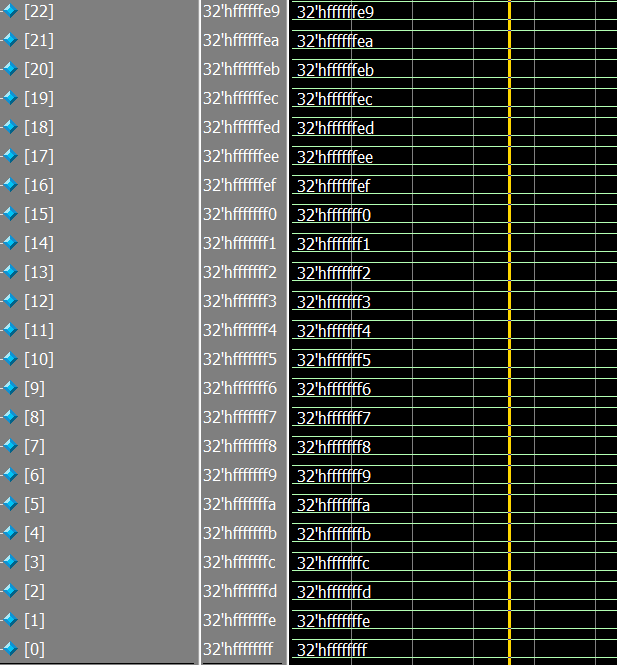 [22] 32'hffffffe9 32'hffffffe9
[21] 32'hffffffea 32'hffffffea
[20] 32'hffffffeb 32'hffffffeb
[19] 32'hffffffec 32'hffffffec
[18] 32'hffffffed 32'hffffffed
[17] 32'hffffffee 32'hffffffee
[16] 32'hffffffef 32'hffffffef
[15] 32'hfffffff0 32'hfffffff0
[14] 32'hfffffff1 32'hfffffff1
[13] 32'hfffffff2 32'hfffffff2
[12] 32'hfffffff3 32'hfffffff3
[11] 32'hfffffff4 32'hfffffff4
[10] 32'hfffffff5 32'hfffffff5
[9] 32'hfffffff6 32'hfffffff6
[8] 32'hfffffff7 32'hfffffff7
[7] 32'hfffffff8 32'hfffffff8
[6] 32'hfffffff9 32'hfffffff9
[5] 32'hfffffffa 32'hfffffffa
[4] 32'hfffffffb 32'hfffffffb
[3] 32'hfffffffc 32'hfffffffc
[2] 32'hfffffffd 32'hfffffffd
[1] 32'hfffffffe 32'hfffffffe
[0] 32'hffffffff 32'hffffffff